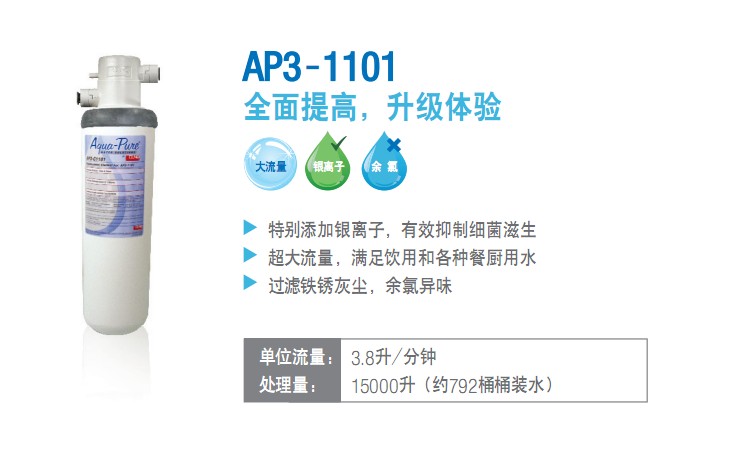 AP3-1101
全面提高，升级体验
Aqua-Pure
大流量
银离子
余 氯
特别添加银离子，有效抑制细菌滋生
超大流量，满足饮用和各种餐厨用水
过滤铁锈灰尘，余氯异味
单位流量： 3.8升/分钟
处理量： 15000升（约792桶桶装水）